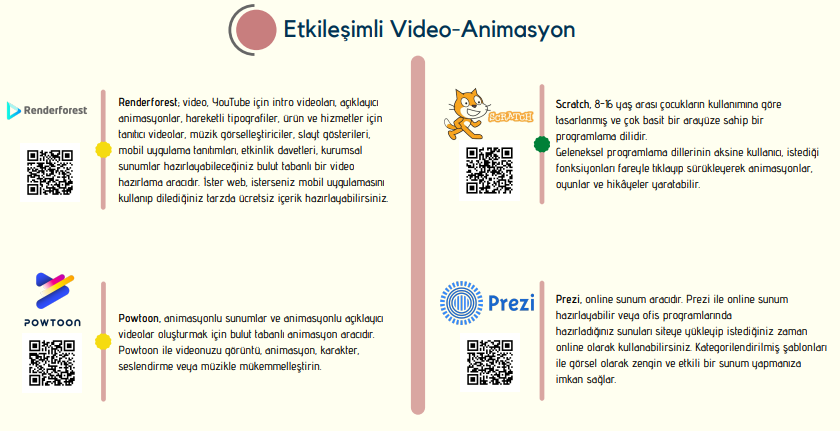 Etkileşimli Video-Animasyon
Renderforest
Renderforest; video, YouTube için intro videoları, açıklayıcı
animasyonlar, hareketli tipografiler, ürün ve hizmetler için
tanıtıcı videolar, müzik görselleştiriciler, slayt gösterileri,
mobil uygulama tanıtımları, etkinlik davetleri, kurumsal
sunumlar hazırlayabileceğiniz bulut tabanlı bir video
hazırlama aracıdır. İster web, isterseniz mobil uygulamasını
kullanıp dilediğiniz tarzda ücretsiz içerik hazırlayabilirsiniz.
POWTOON
Powtoon, animasyonlu sunumlar ve animasyonlu açıklayıcı
videolar oluşturmak için bulut tabanlı animasyon aracıdır.
Powtoon ile videonuzu görüntü, animasyon, karakter,
seslendirme veya müzikle mükemmelleştirin.
SCRATCH
Scratch, 8-16 yaş arası çocukların kullanımına göre
tasarlanmış ve çok basit bir arayüze sahip bir
programlama dilidir.
Geleneksel programlama dillerinin aksine kullanıcı, istediği
fonksiyonları fareyle tıklayıp sürükleyerek animasyonlar,
oyunlar ve hikâyeler yaratabilir.
Prezi
Prezi, online sunum aracıdır. Prezi ile online sunum
hazırlayabilir veya ofis programlarında
hazırladığınız sunuları siteye yükleyip istediğiniz zaman
online olarak kullanabilirsiniz. Kategorilendirilmiş şablonları
ile görsel olarak zengin ve etkili bir sunum yapmanıza
imkan sağlar.